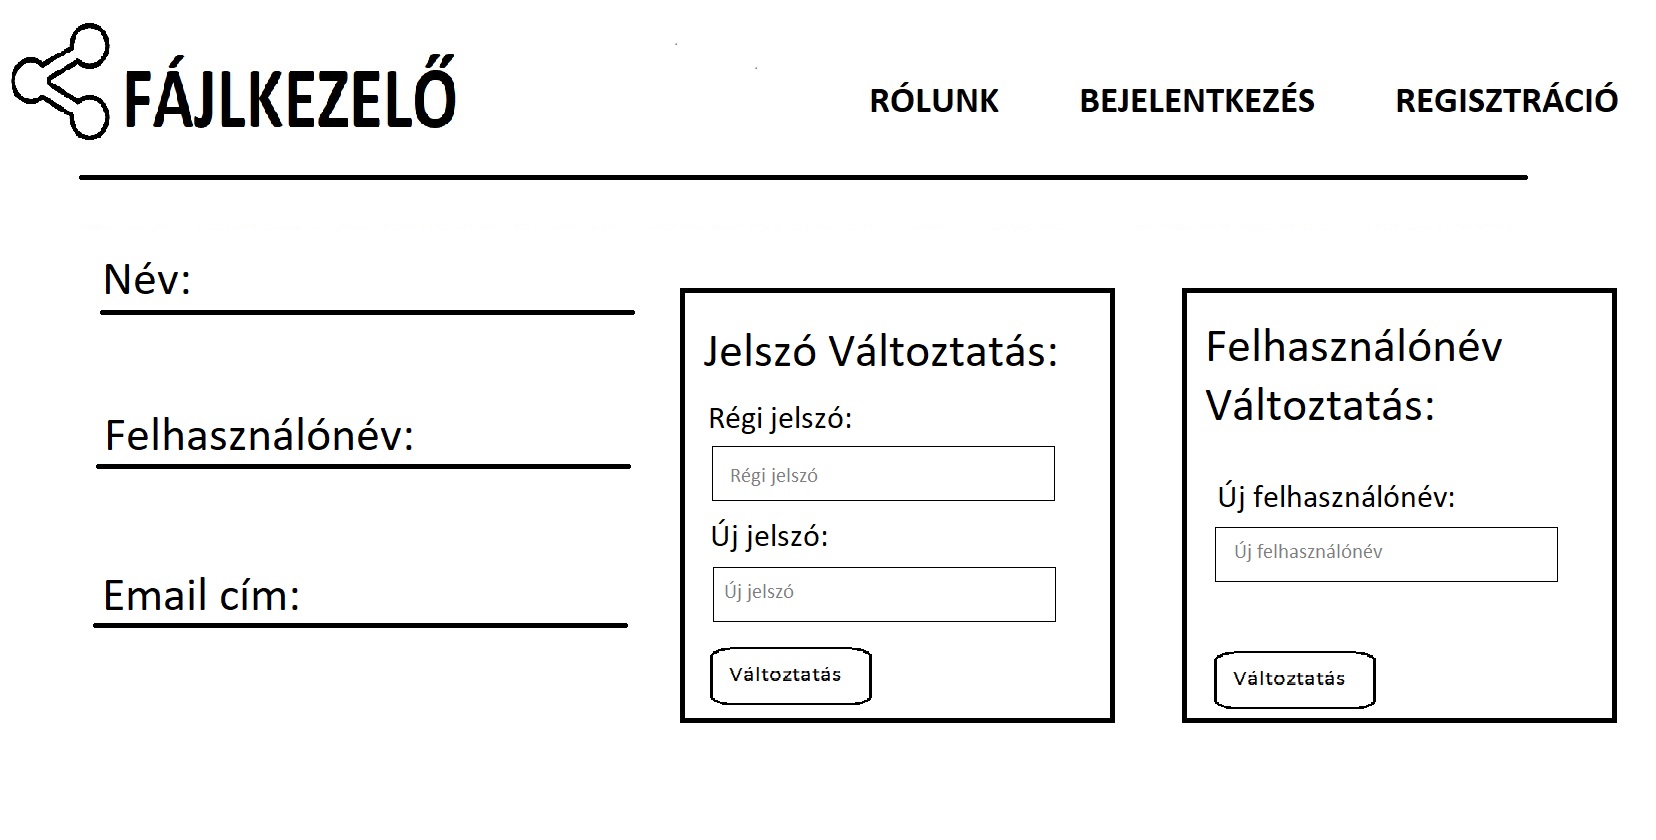 FÁJLKEZELŐ
RÓLUNK BEJELENTKEZÉS REGISZTRÁCIÓ
Név:
Felhasználónév:
Email cím:
Jelszó Változtatás:
Régi jelszó:
Régi jelszó
Új jelszó:
Új jelszó
Változtatás
Felhasználónév
Változtatás:
Új felhasználónév:
Új felhasználónév
Változtatás